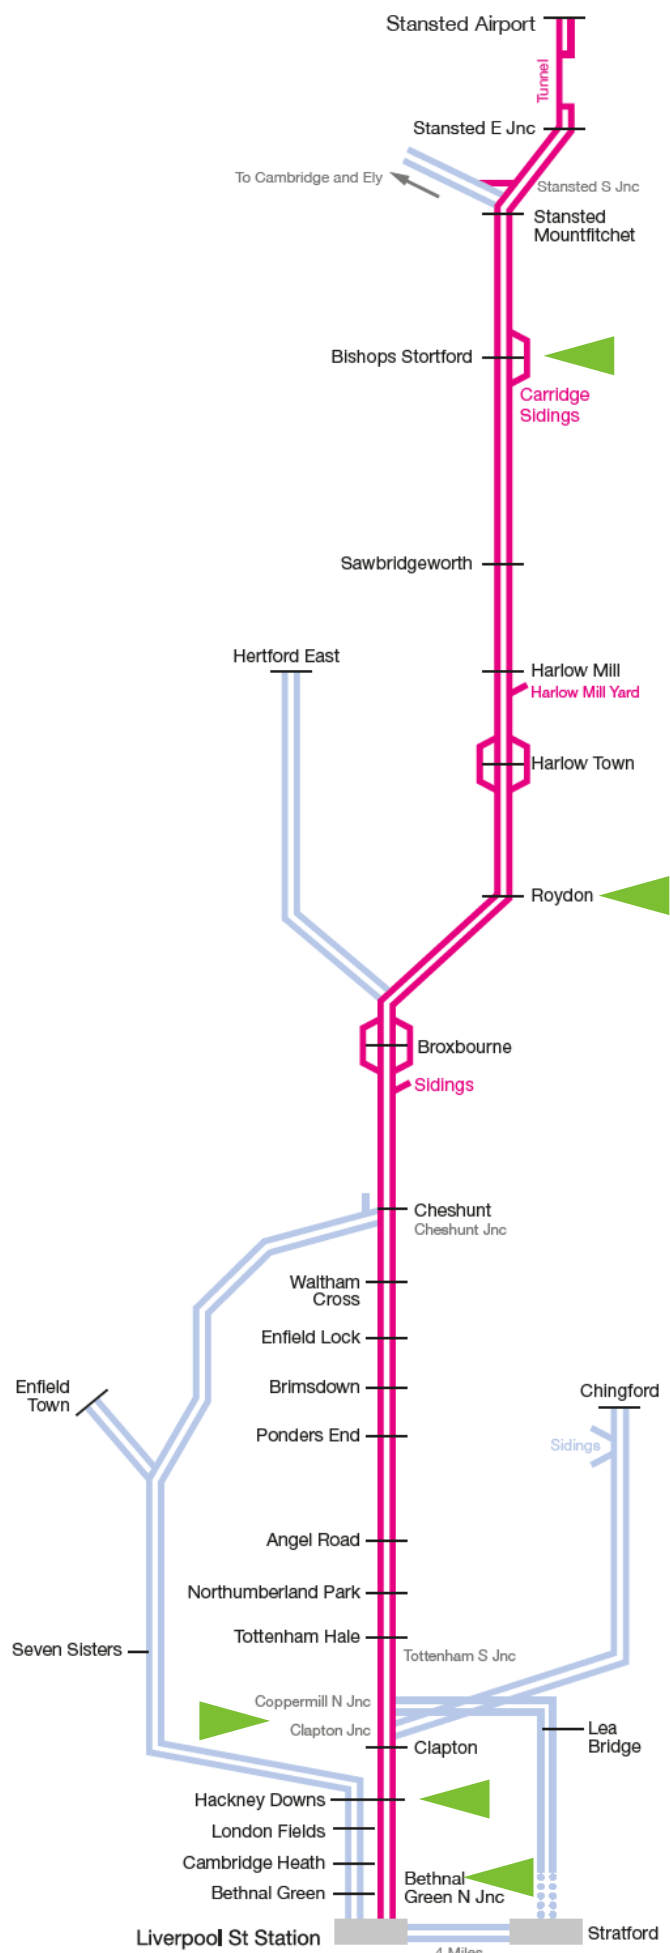 Stansted Airport
Tunnel
Stansted E Jnc
To Cambridge and Ely
Stansted S Jnc
Stansted
Mountfitchet
Bishops Stortford
Carridge
Sidings
Sawbridgeworth
Hertford East
Harlow Mill
Harlow Mill Yard
Harlow Town
Roydon
Broxbourne
Sidings
Cheshunt
Cheshunt Jnc
Waltham
Cross
Enfield Lock
Enfield
Town
Brimsdown
Chingford
Ponders End
Sidings
Angel Road
Northumberland Park
Tottenham Hale
Seven Sisters
Tottenham S Jnc
Coppermill N Jnc
Clapton Jnc
Lea
Bridge
Clapton
Hackney Downs
London Fields
Cambridge Heath
Bethnal
Green N Jnc
Bethnal Green
Liverpool St Station
Stratford
4 Miles